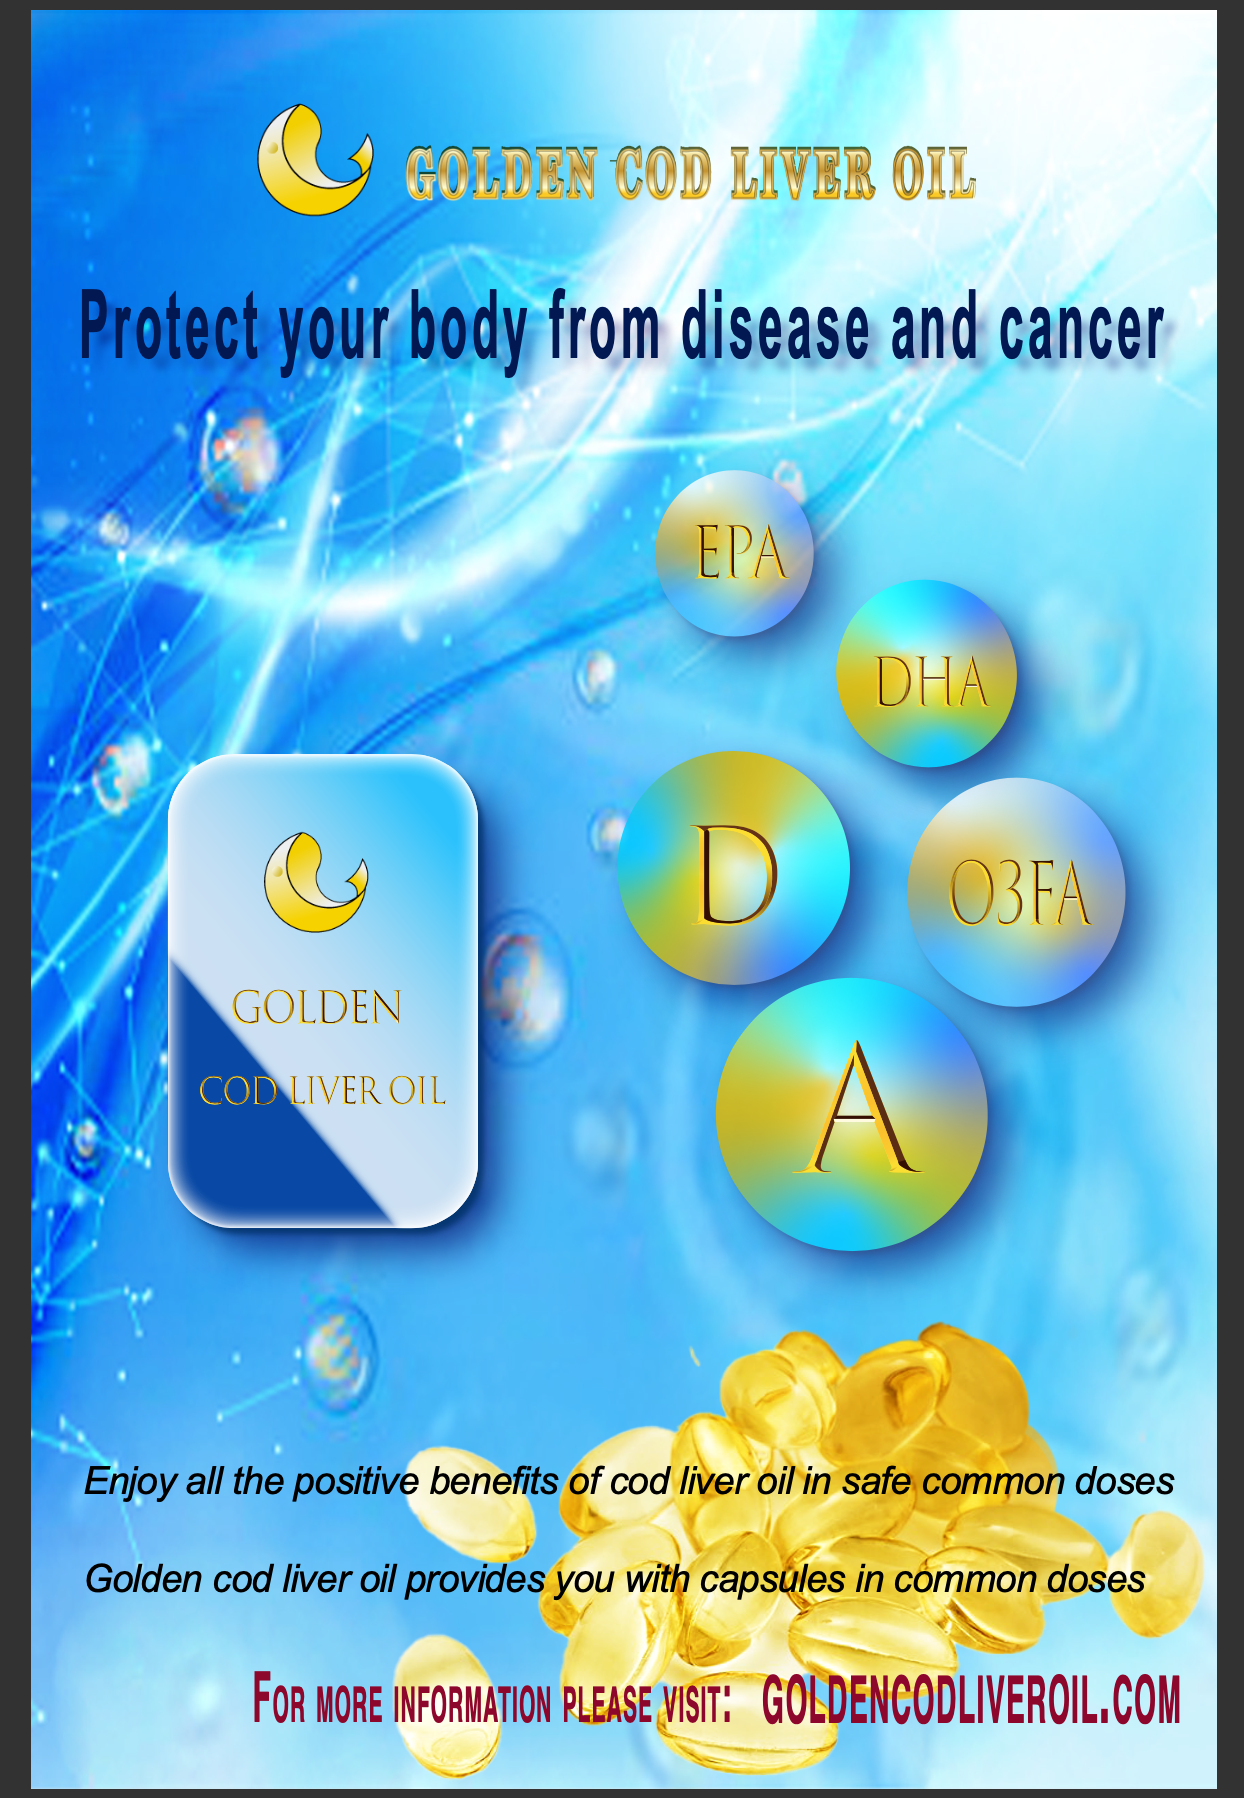 GOLDEN COD LIVER OIL
Protect your body from disease and cancer
EPA
DHA
D
O3FA
A
GOLDEN
COD LIVER OIL
Enjoy all the positive benefits of cod liver oil in safe common doses
Golden cod liver oil provides you with capsules in common doses
FOR MORE INFORMATION PLEASE VISIT: GOLDENCODLIVEROIL.COM